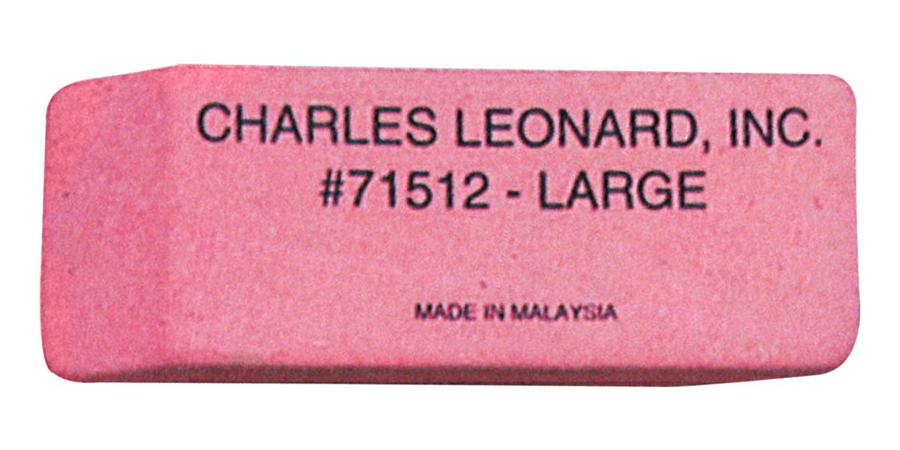 CHARLES LEONARD, INC.
#71512 - LARGE
MADE IN MALAYSIA